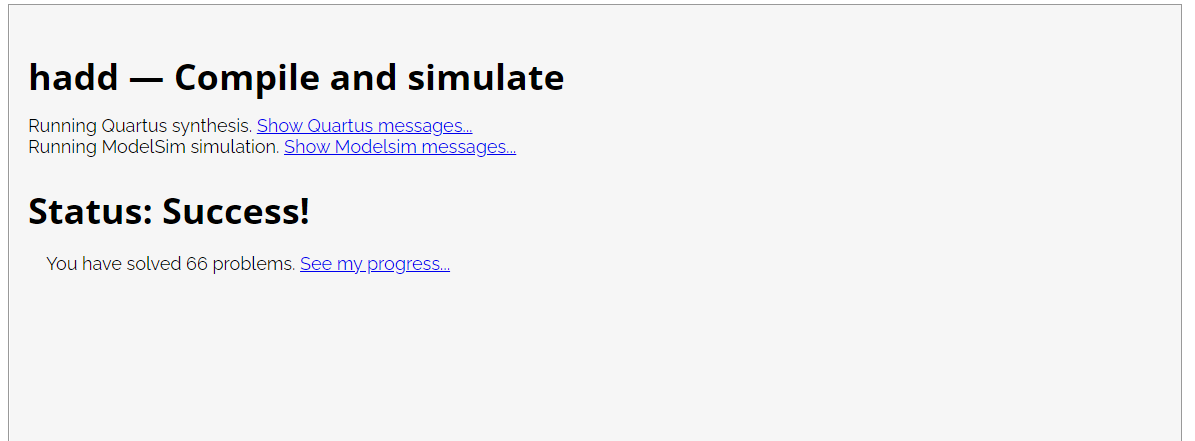 hadd — Compile and simulate
Running Quartus synthesis. Show Quartus messages...
Running ModelSim simulation. Show Modelsim messages...
Status: Success!
You have solved 66 problems. See my progress...